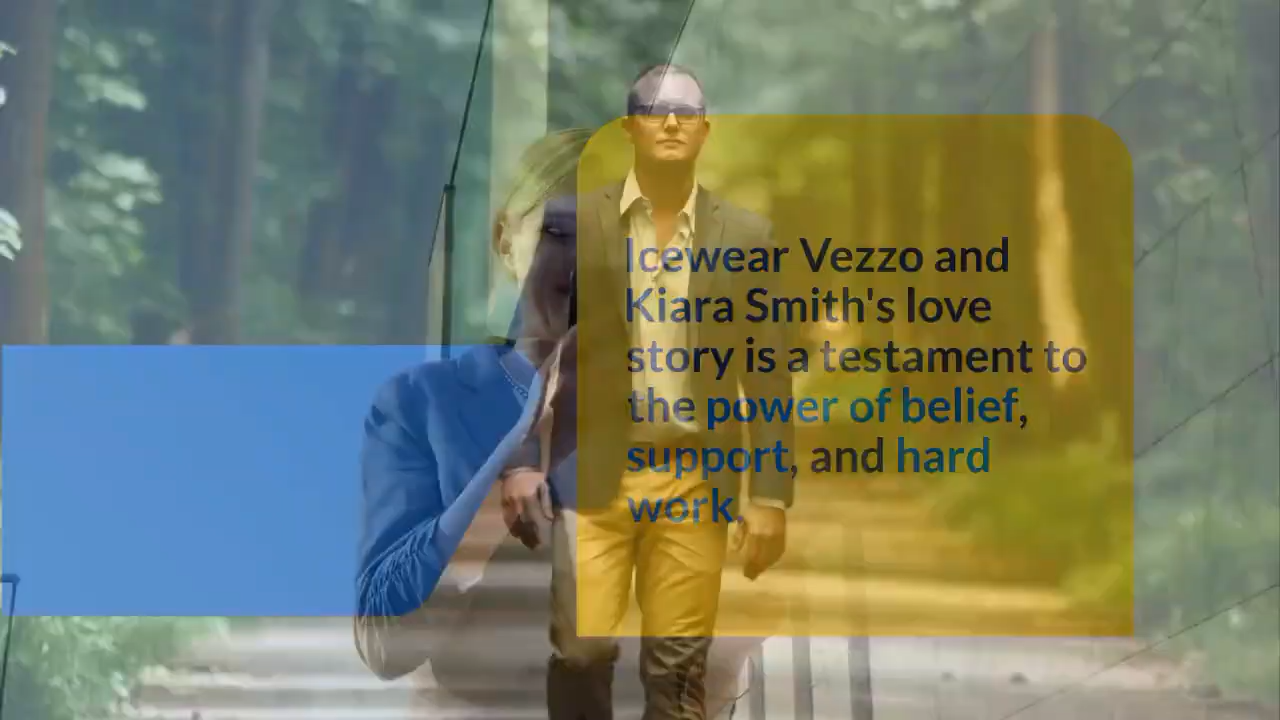 Icewear Vezzo and
Kiara Smith's love
story is a testament to
the power of belief,
support, and hard
work.